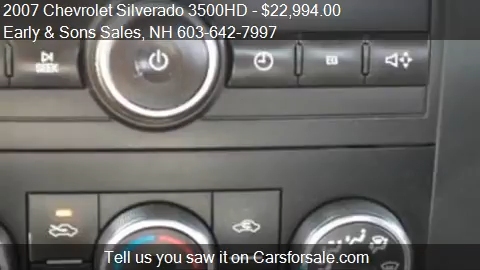 2007 Chevrolet Silverado 3500HD - $22,994.00
Early & Sons Sales, NH 603-642-7997
SEEK
EQ
Tell us you saw it on Carsforsale.com